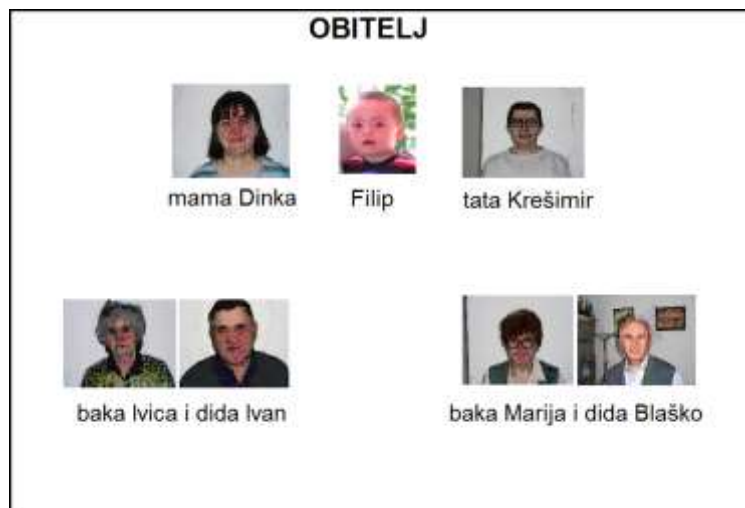 OBITELJ
mama Dinka
Filip
tata Krešimir
baka Ivica i dida Ivan
baka Marija i dida Blaško